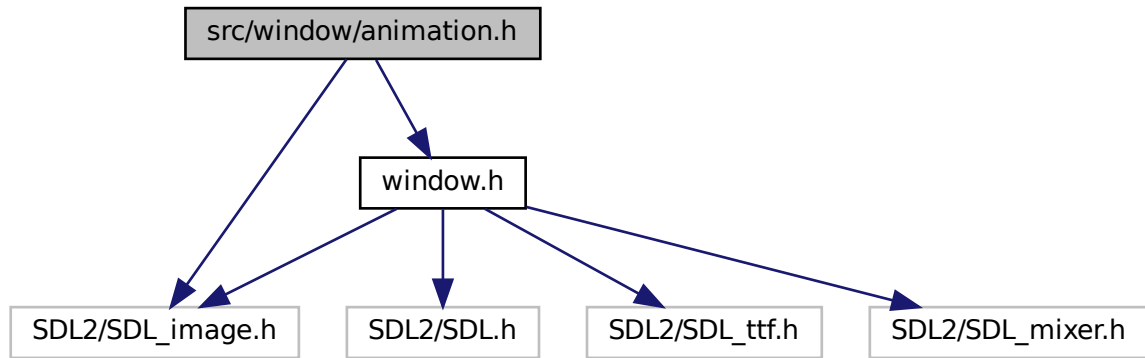 src/window/animation.h
window.h
SDL2/SDL_image.h
SDL2/SDL.h
SDL2/SDL_ttf.h
SDL2/SDL_mixer.h